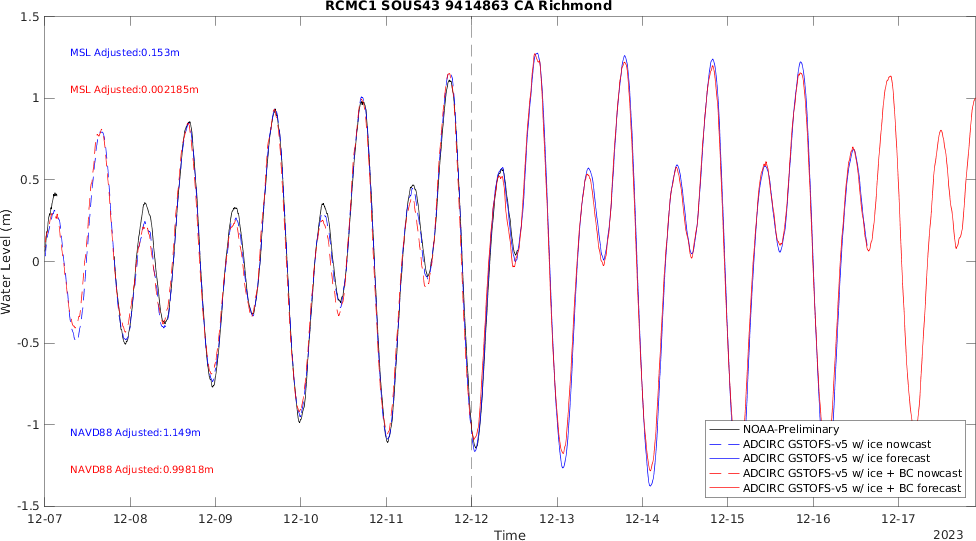 RCMC1 SOUS43 9414863 CA Richmond
1.5
1
0.5
0
-0.5
-1
-1.5
Water Level (m)
MSL Adjusted:0.153m
MSL Adjusted:0.002185m
NAVD88 Adjusted:1.149m
NAVD88 Adjusted:0.99818m
NOAA-Preliminary
ADCIRC GSTOFS-v5 w/ ice nowcast
ADCIRC GSTOFS-v5 w/ ice forecast
ADCIRC GSTOFS-v5 w/ ice + BC nowcast
ADCIRC GSTOFS-v5 w/ ice + BC forecast
12-07 12-08 12-09 12-10 12-11 12-12 12-13 12-14 12-15 12-16 12-17
Time
2023